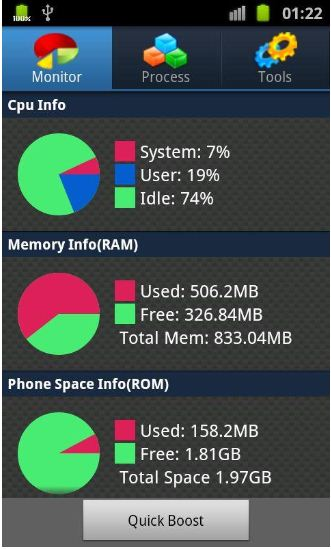 100%
01:22
Monitor
Process
Tools
Cpu Info
System: 7%
User: 19%
Idle: 74%
Memory Info(RAM)
Used: 506.2MB
Free: 326.84MB
Total Mem: 833.04MB
Phone Space Info(ROM)
Used: 158.2MB
Free: 1.81GB
Total Space 1.97GB
Quick Boost